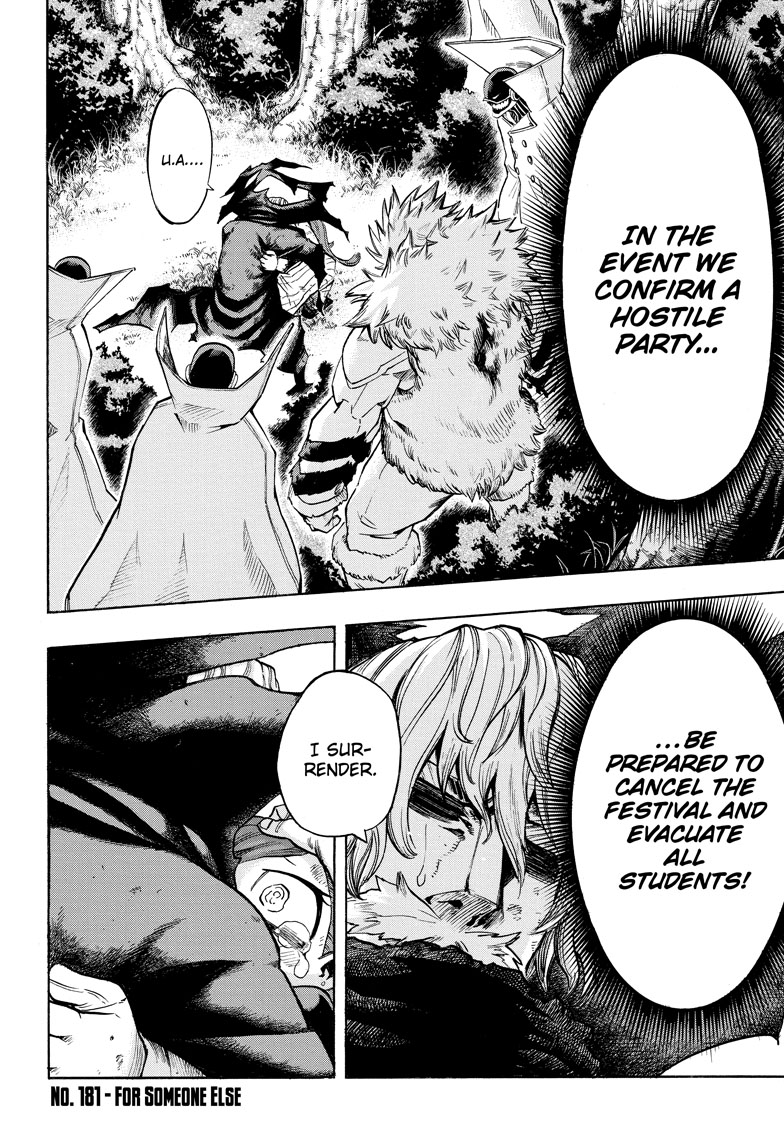 IN THE
EVENT WE
CONFIRM A
HOSTILE
PARTY...
U.A....
...BE
PREPARED TO
CANCEL THE
FESTIVAL AND
EVACUATE
ALL
STUDENTS!
I SUR-
RENDER.
NO. 181 - FOR SOMEONE ELSE